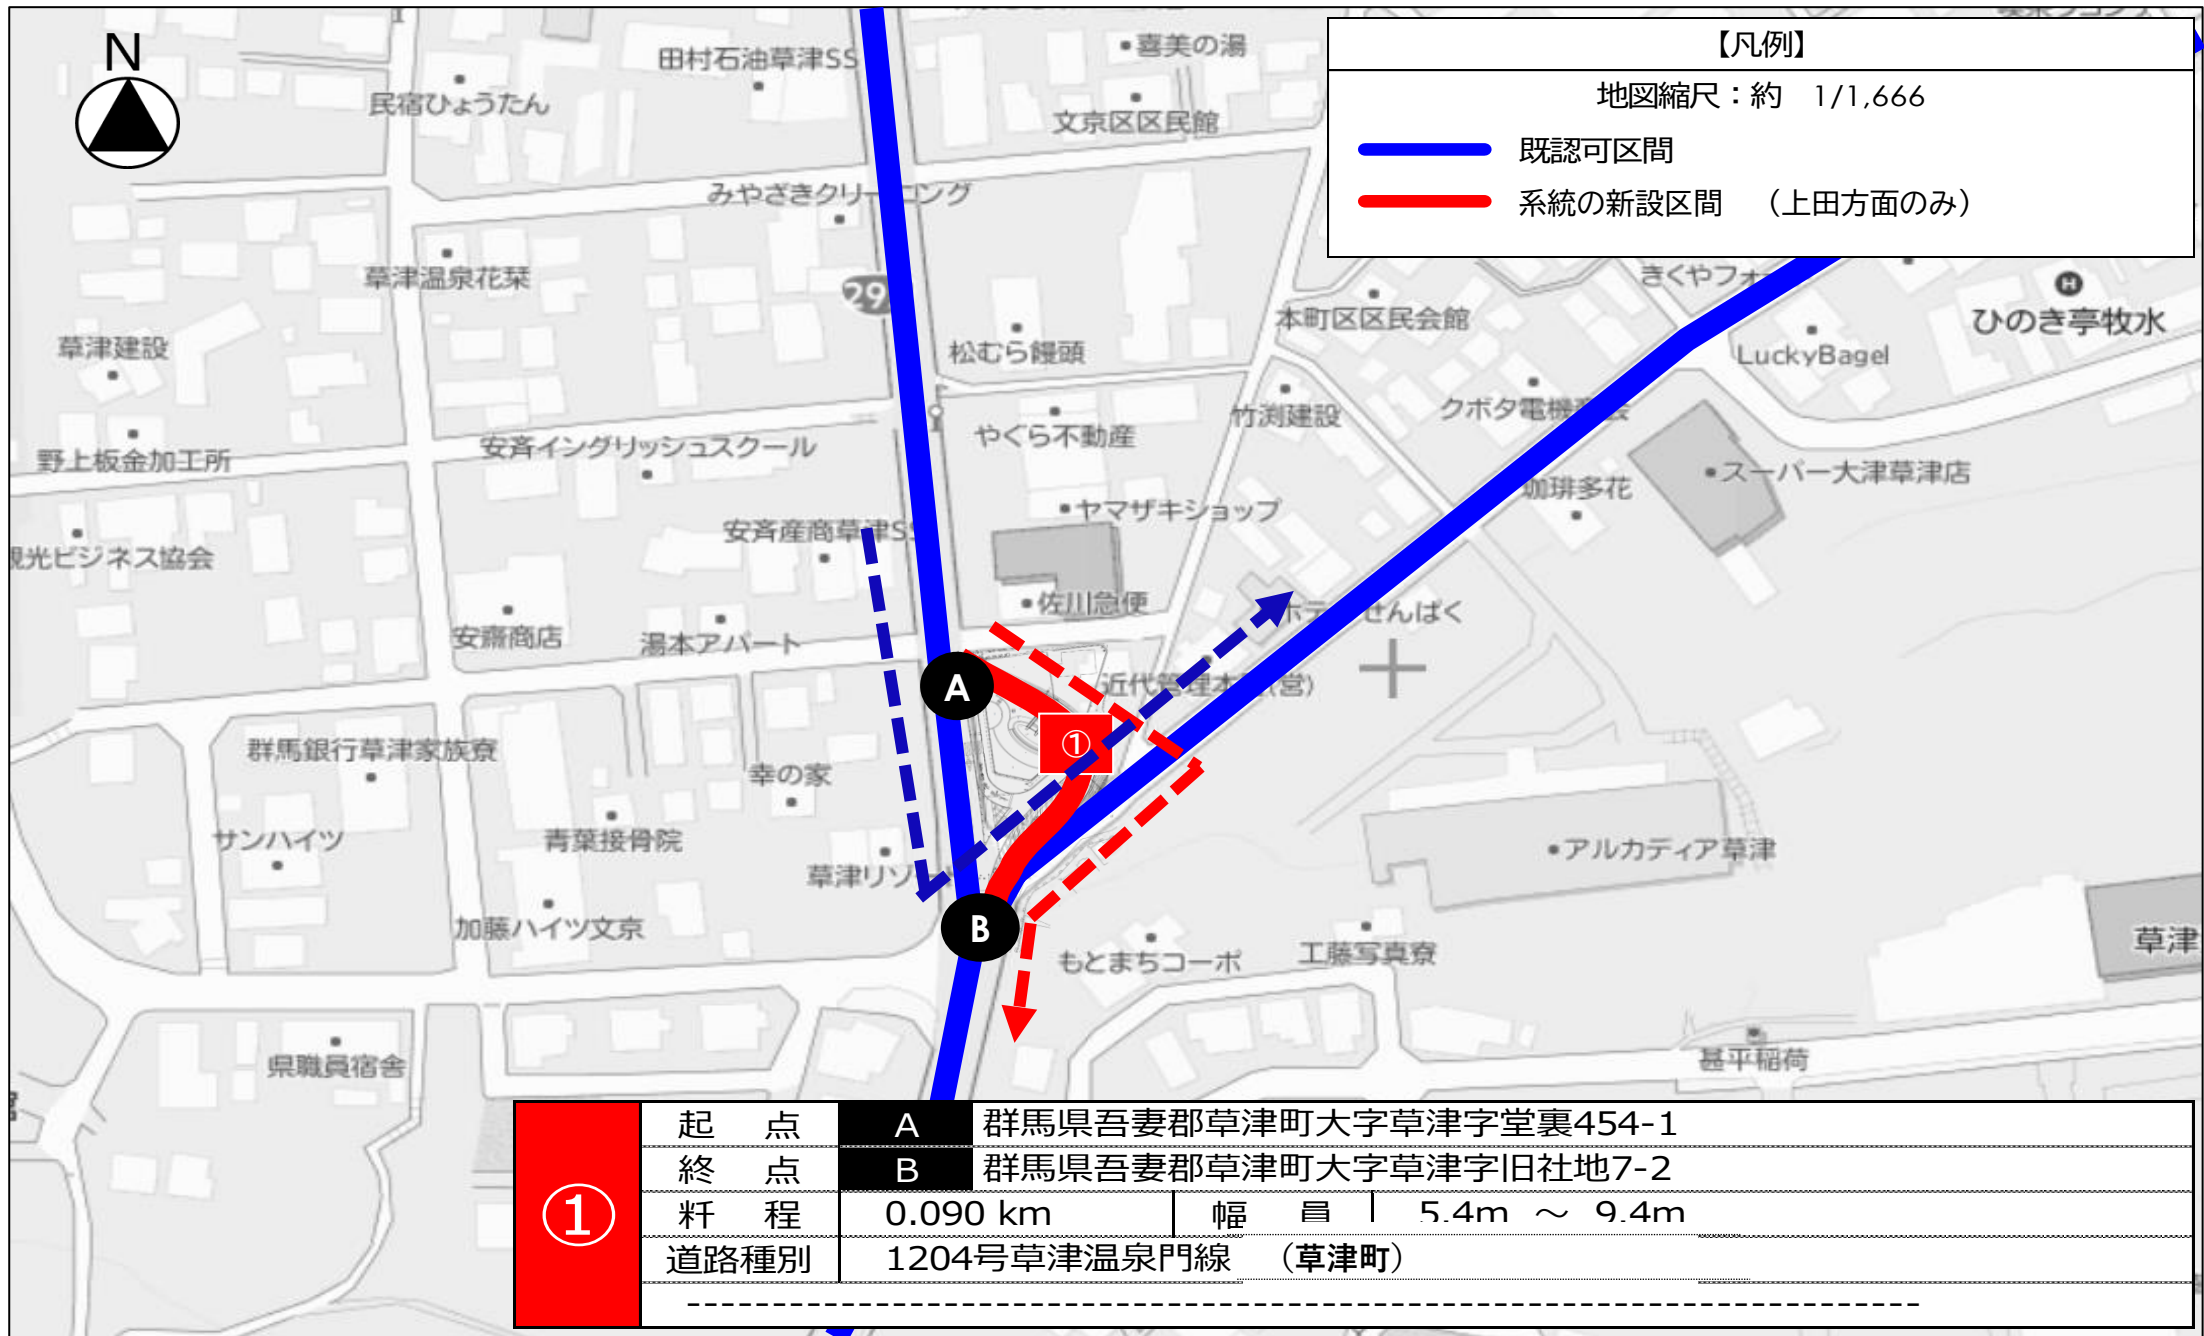 N
【凡例】
地図縮尺：約　1/1,666
既認可区間
系統の新設区間　（上田方面のみ）
田村石油草津SS
喜美の湯
民宿ひょうたん
文京区区民館
みやざきクリーニング
草津温泉花栞
29
きくやフォー
ひのき亭牧水
本町区区民会館
草津建設
松むら饅頭
LuckyBagel
竹渕建設
クボタ電機商会
やくら不動産
安斉イングリッシュスクール
野上板金加工所
スーパー大津草津店
珈琲多花
ヤマザキショップ
安斉産商草津SS
観光ビジネス協会
佐川急便
ホテルせんぱく
安齋商店
湯本アパート
A
近代管理本
(営)
①
群馬銀行草津家族寮
幸の家
サンハイツ
青葉接骨院
アルカディア草津
草津リゾート
B
加藤ハイツ文京
もとまちコーポ
工藤写真寮
草津
県職員宿舎
甚平稲荷
①
起　点　A　群馬県吾妻郡草津町大字草津字堂裏454-1
終　点　B　群馬県吾妻郡草津町大字草津字旧社地7-2
粁　程　0.090 km　幅　員　5.4m ～ 9.4m
道路種別　1204号草津温泉門線　（草津町）